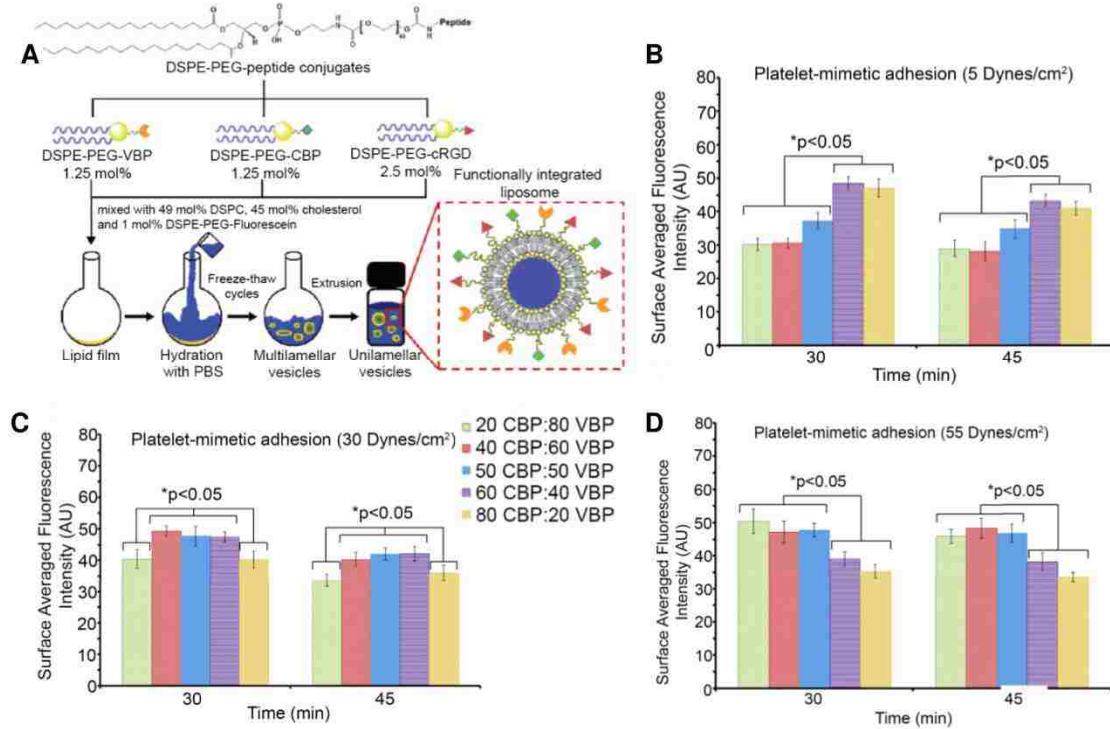 A
O
O
O
P
O
OH
O
H
N
O
O
O
O
N
H
Peptide
H
DSPE-PEG-peptide conjugates
DSPE-PEG-VBP
1.25 mol%
DSPE-PEG-CBP
1.25 mol%
DSPE-PEG-cRGD
2.5 mol%
mixed with 49 mol% DSPC, 45 mol% cholesterol
and 1 mol% DSPE-PEG-Fluorescein
Functionally integrated
liposome
Freeze-thaw
cycles
Extrusion
Lipid film
Hydration
with PBS
Multilamellar
vesicles
Unilamellar
vesicles
B
Platelet-mimetic adhesion (5 Dynes/cm²)
Surface Averaged Fluorescence
Intensity (AU)
80
70
60
50
40
30
20
10
0
*p<0.05
*p<0.05
30
45
Time (min)
C
Platelet-mimetic adhesion (30 Dynes/cm²)
Surface Averaged Fluorescence
Intensity (AU)
80
70
60
50
40
30
20
10
0
*p<0.05
*p<0.05
30
45
Time (min)
20 CBP:80 VBP
40 CBP:60 VBP
50 CBP:50 VBP
60 CBP:40 VBP
80 CBP:20 VBP
D
Platelet-mimetic adhesion (55 Dynes/cm²)
Surface Averaged Fluorescence
Intensity (AU)
80
70
60
50
40
30
20
10
0
*p<0.05
*p<0.05
30
45
Time (min)